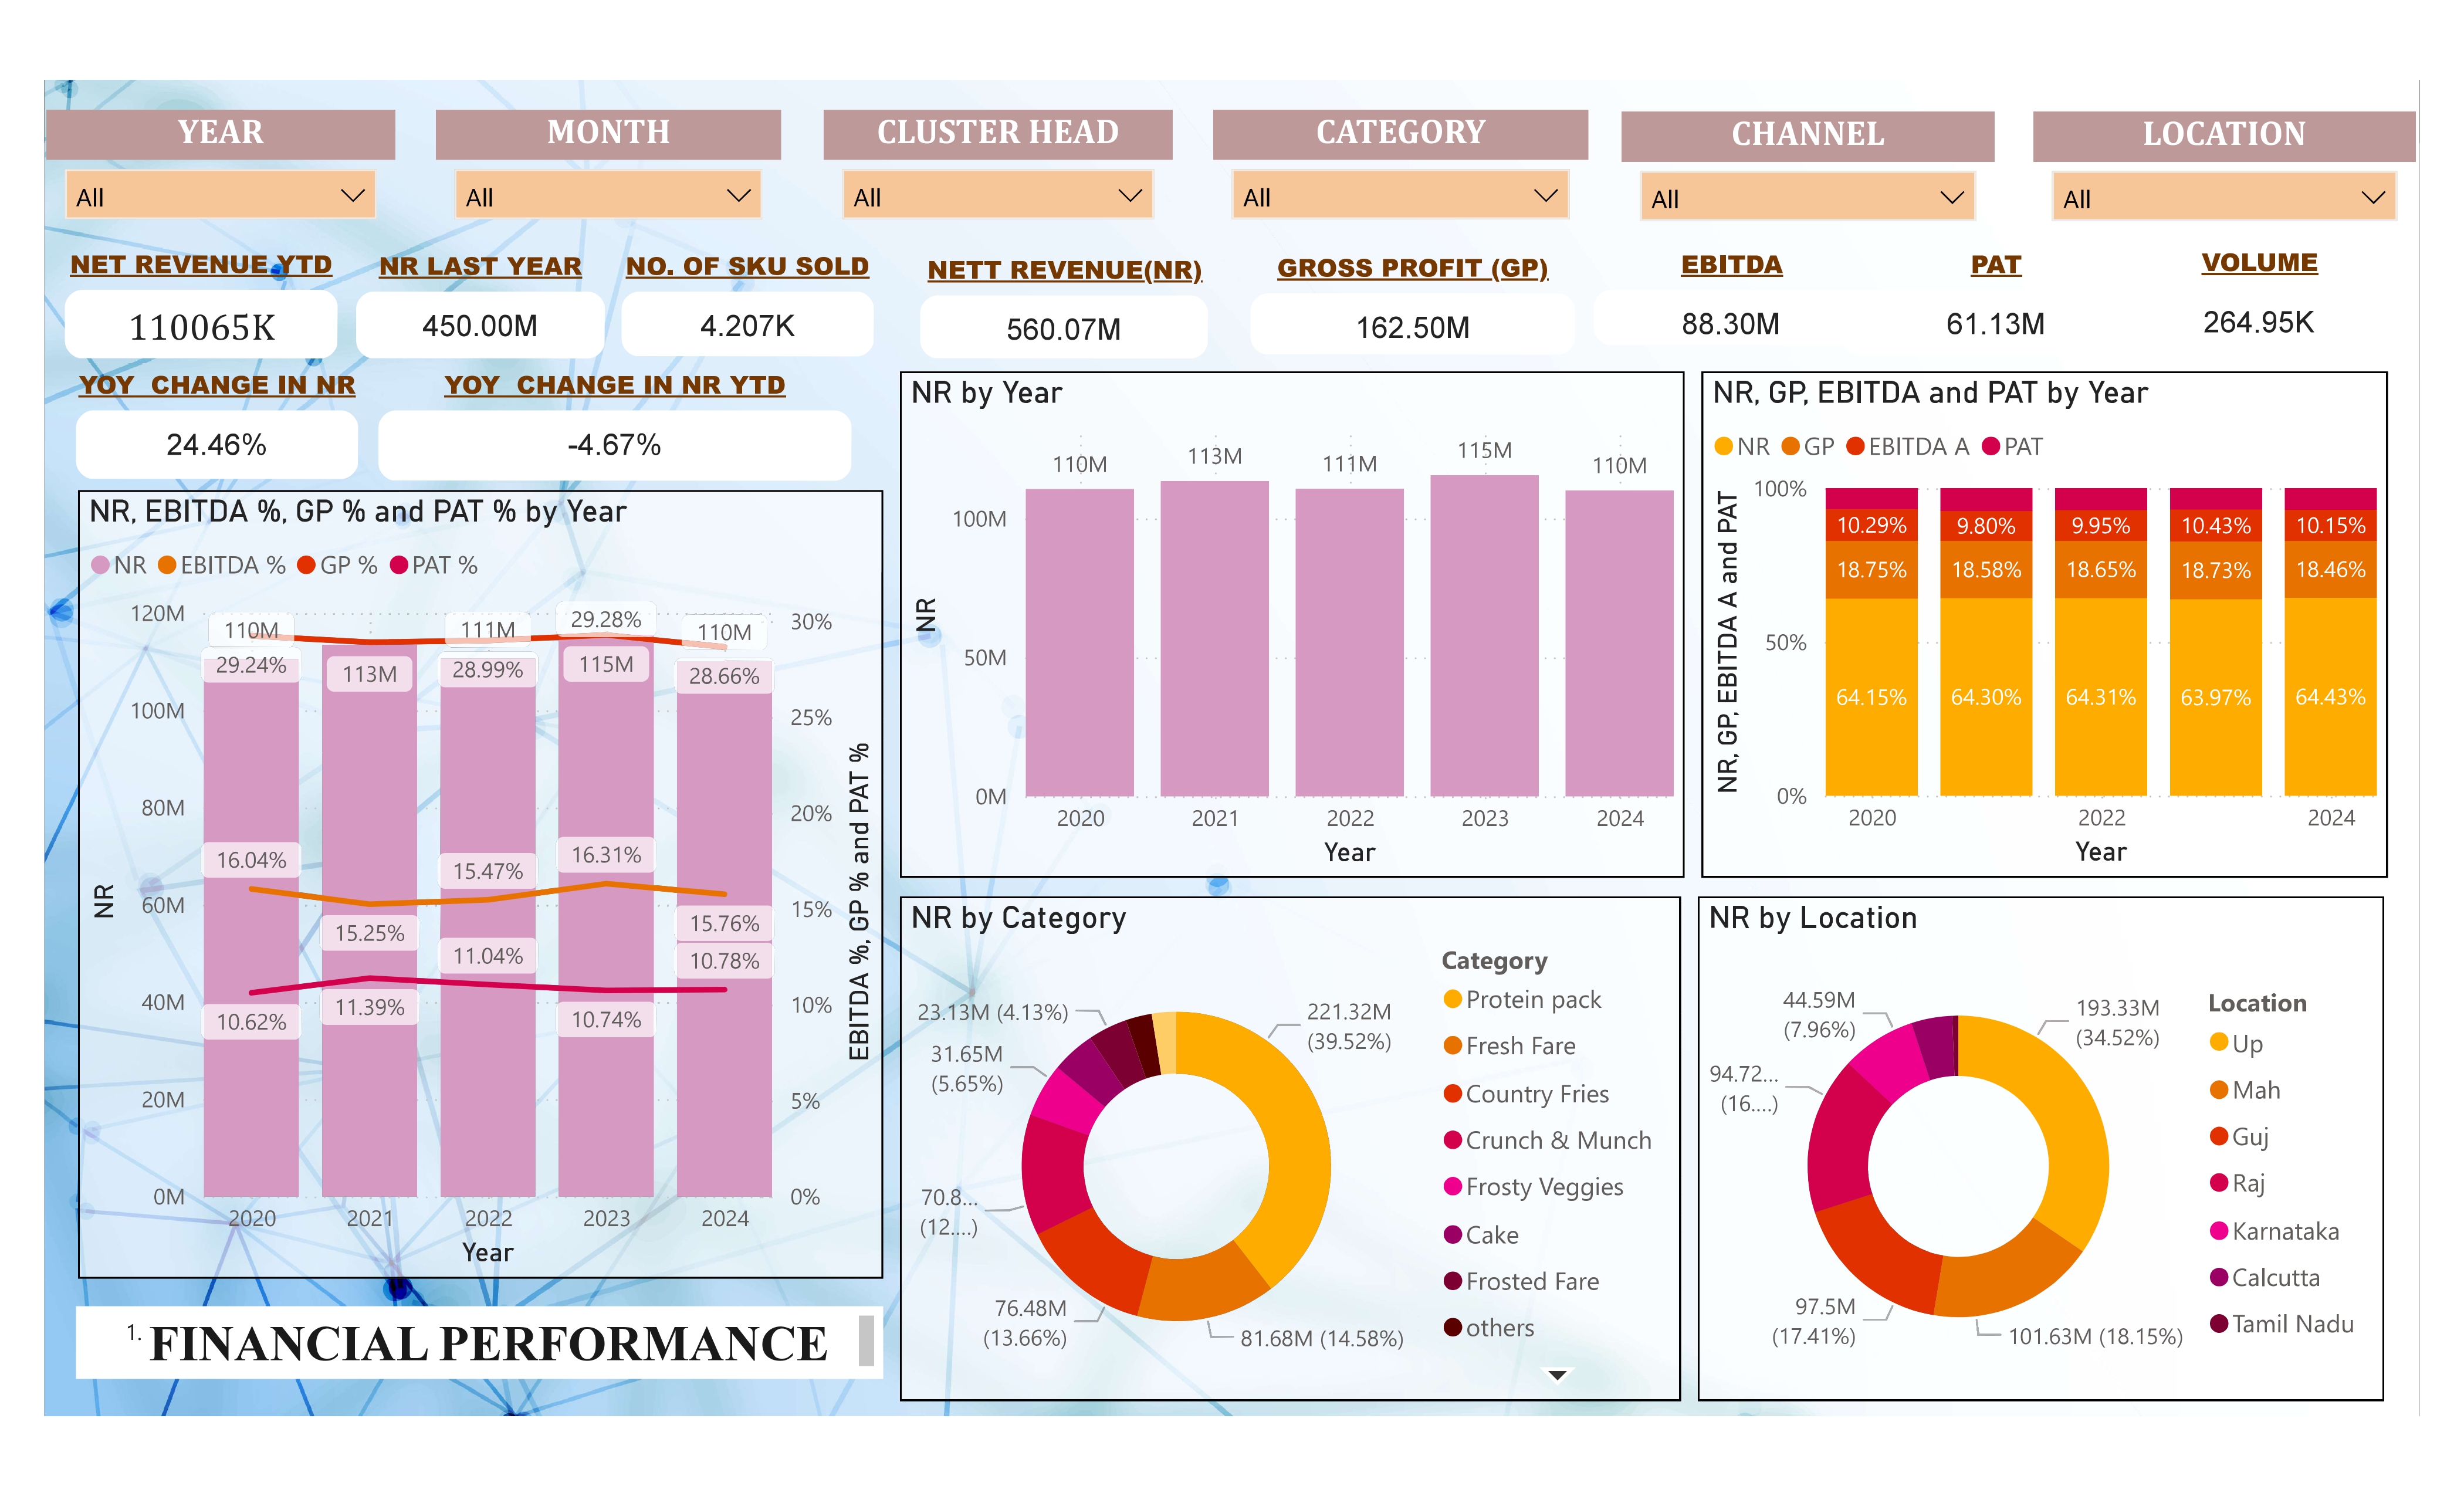 YEAR
MONTH
CLUSTER HEAD
CATEGORY
CHANNEL
LOCATION
All
All
All
All
All
All
NET REVENUE YTD
NR LAST YEAR
NO. OF SKU SOLD
NETT REVENUE(NR)
GROSS PROFIT (GP)
EBITDA
PAT
VOLUME
110065K
450.00M
4.207K
560.07M
162.50M
88.30M
61.13M
264.95K
YOY CHANGE IN NR
YOY CHANGE IN NR YTD
24.46%
-4.67%
NR, EBITDA %, GP % and PAT % by Year
NR
EBITDA %
GP %
PAT %
120M
100M
80M
60M
40M
20M
0M
NR
110M
29.24%
113M
111M
28.99%
29.28%
115M
110M
28.66%
16.04%
15.25%
15.47%
16.31%
15.76%
10.62%
11.39%
11.04%
10.74%
10.78%
30%
25%
20%
15%
10%
5%
0%
EBITDA %, GP % and PAT %
2020
2021
2022
2023
2024
Year
1. FINANCIAL PERFORMANCE
NR by Year
NR
100M
50M
0M
110M
113M
111M
115M
110M
2020
2021
2022
2023
2024
Year
NR, GP, EBITDA and PAT by Year
NR
GP
EBITDA A
PAT
NR, GP, EBITDA A and PAT
100%
50%
0%
10.29%
9.80%
9.95%
10.43%
10.15%
18.75%
18.58%
18.65%
18.73%
18.46%
64.15%
64.30%
64.31%
63.97%
64.43%
2020
2022
2024
Year
NR by Category
221.32M
(39.52%)
81.68M (14.58%)
76.48M
(13.66%)
70.8...
(12....)
31.65M
(5.65%)
23.13M (4.13%)
Category
Protein pack
Fresh Fare
Country Fries
Crunch & Munch
Frosty Veggies
Cake
Frosted Fare
others
NR by Location
193.33M
(34.52%)
101.63M (18.15%)
97.5M
(17.41%)
94.72...
(16....)
44.59M
(7.96%)
Location
Up
Mah
Guj
Raj
Karnataka
Calcutta
Tamil Nadu